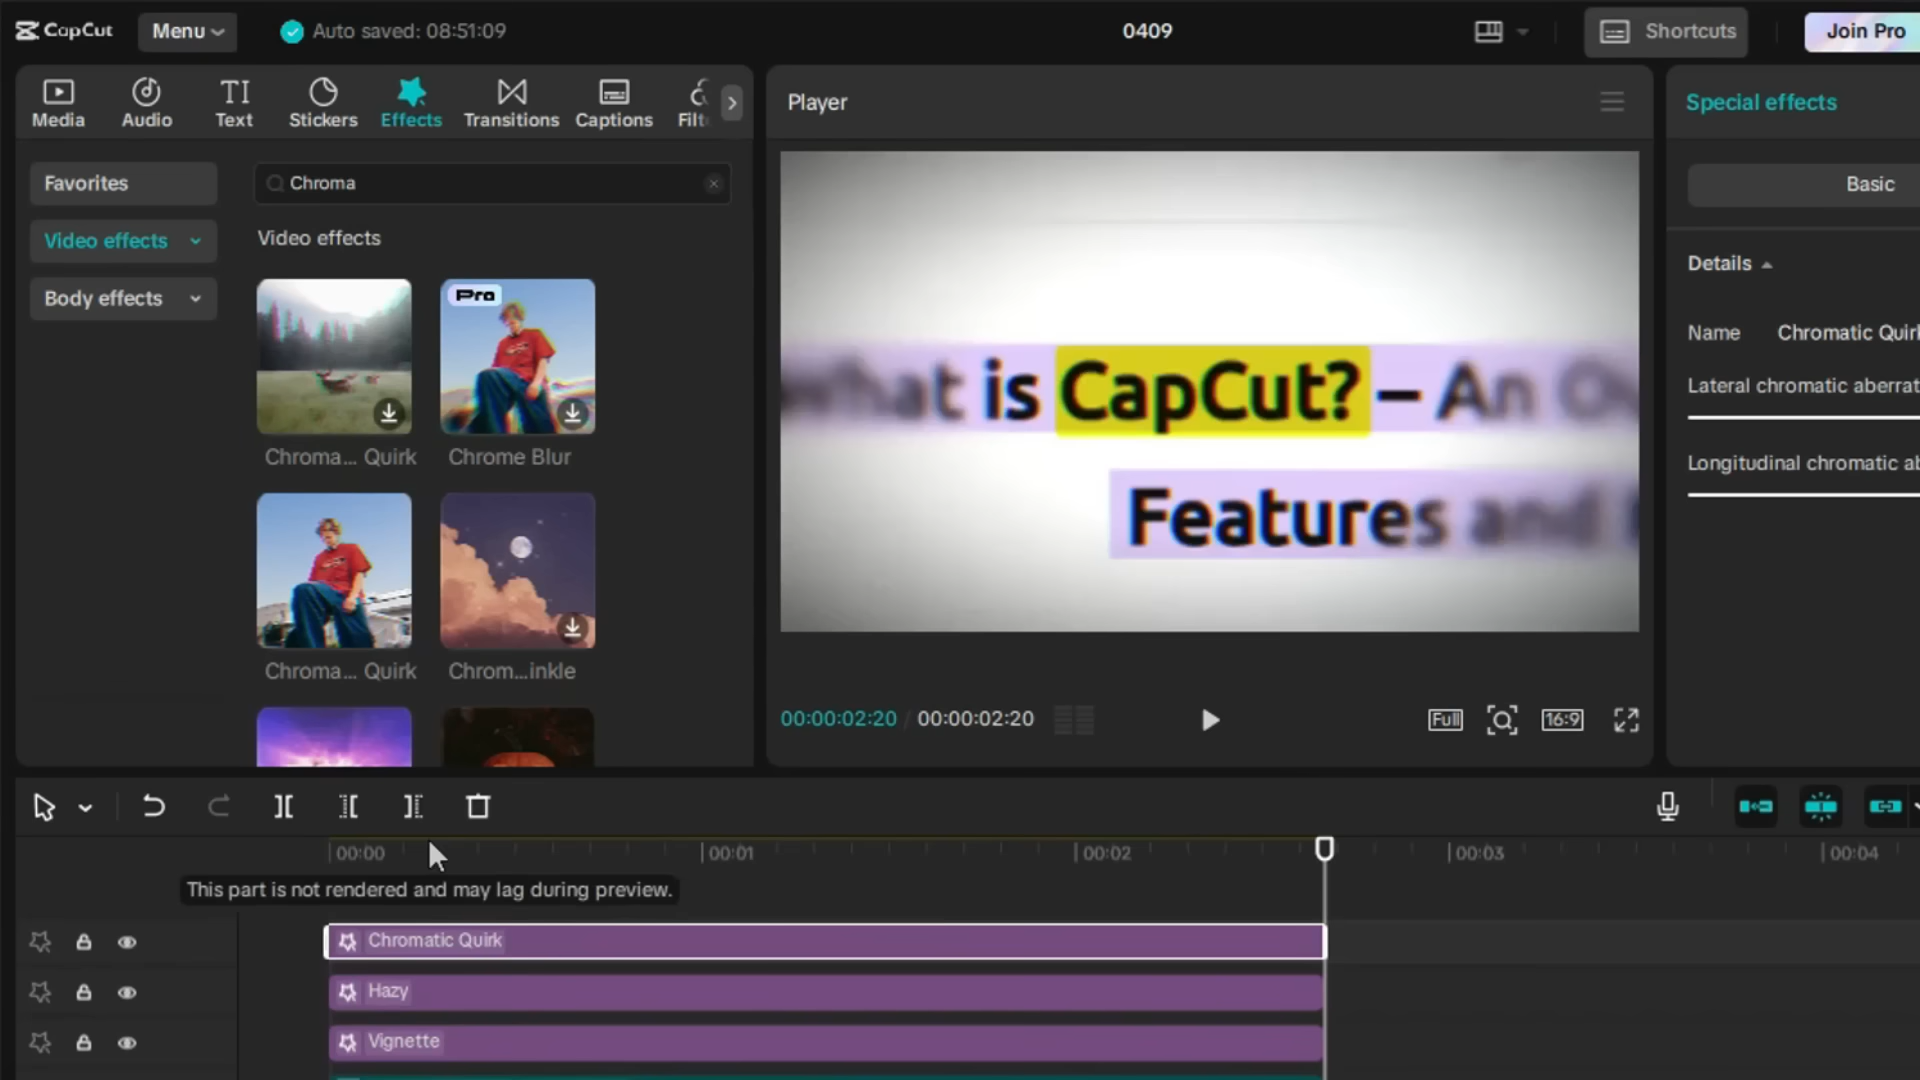 CapCut
Menu
Auto saved: 08:51:09
0409
Shortcuts
Join Pro
Media
Audio
Text
Stickers
Effects
Transitions
Captions
Player
Special effects
Favorites
Chroma
Basic
Video effects
Video effects
Details
Pro
Body effects
Name
Chromatic Quirk
Lateral chromatic aberrat
what is CapCut? – An
Chroma... Quirk
Chrome Blur
Longitudinal chromatic ab
Features and
Chroma... Quirk
Chrom...inkle
00:00:02:20 / 00:00:02:20
Full
16:9
00:00
00:01
00:02
00:03
00:04
This part is not rendered and may lag during preview.
Chromatic Quirk
Hazy
Vignette